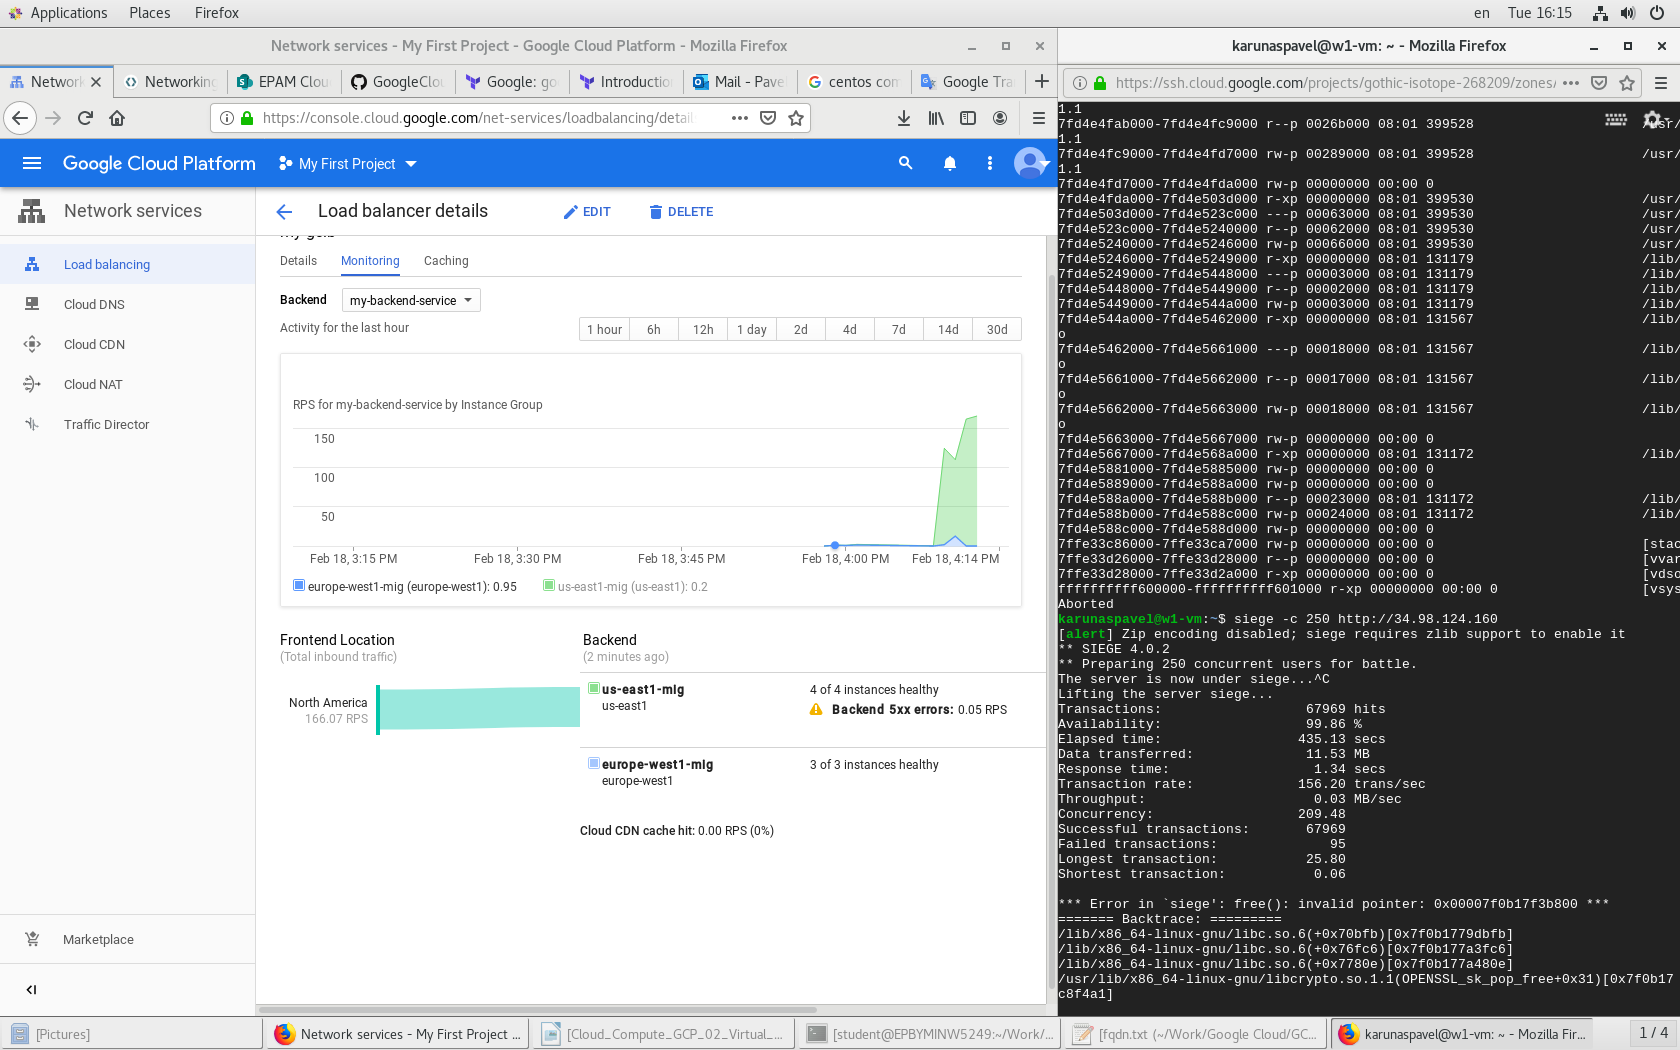 Applications Places Firefox
en Tue 16:15
Network services - My First Project - Google Cloud Platform - Mozilla Firefox
Network
Networking
EPAM Clou
GoogleClo
Google: go
Introductio
Mail - Pave
centos com
Google Tra
https://console.cloud.google.com/net-services/loadbalancing/detail
Google Cloud Platform
My First Project
Network services
Load balancer details
EDIT
DELETE
Load balancing
Cloud DNS
Cloud CDN
Cloud NAT
Traffic Director
Marketplace
Details Monitoring Caching
Backend my-backend-service
Activity for the last hour
1 hour 6h 12h 1 day 2d 4d 7d 14d 30d
RPS for my-backend-service by Instance Group
150
100
50
Feb 18, 3:15 PM Feb 18, 3:30 PM Feb 18, 3:45 PM Feb 18, 4:00 PM Feb 18, 4:14 PM
europe-west1-mig (europe-west1): 0.95 us-east1-mig (us-east1): 0.2
Frontend Location
(Total inbound traffic)
North America
166.07 RPS
Backend
(2 minutes ago)
us-east1-mig
us-east1
4 of 4 instances healthy
Backend 5xx errors: 0.05 RPS
europe-west1-mig
europe-west1
3 of 3 instances healthy
Cloud CDN cache hit: 0.00 RPS (0%)
karunaspavel@w1-vm: ~ - Mozilla Firefox
https://ssh.cloud.google.com/projects/gothic-isotope-268209/zones/
1.1
7fd4e4fab000-7fd4e4fc9000 r--p 0026b000 08:01 399528 /usr/
1.1
7fd4e4fc9000-7fd4e4fd7000 rw-p 00289000 08:01 399528 /usr/
1.1
7fd4e4fd7000-7fd4e4fda000 rw-p 00000000 00:00 0
7fd4e4fda000-7fd4e503d000 r-xp 00000000 08:01 399530 /usr/
7fd4e503d000-7fd4e523c000 ---p 00063000 08:01 399530 /usr/
7fd4e523c000-7fd4e5240000 r--p 00062000 08:01 399530 /usr/
7fd4e5240000-7fd4e5246000 rw-p 00066000 08:01 399530 /usr/
7fd4e5246000-7fd4e5249000 r-xp 00000000 08:01 131179 /lib/
7fd4e5249000-7fd4e5448000 ---p 00003000 08:01 131179 /lib/
7fd4e5448000-7fd4e5449000 r--p 00002000 08:01 131179 /lib/
7fd4e5449000-7fd4e544a000 rw-p 00003000 08:01 131179 /lib/
7fd4e544a000-7fd4e5462000 r-xp 00000000 08:01 131567 /lib/
o
7fd4e5462000-7fd4e5661000 ---p 00018000 08:01 131567 /lib/
o
7fd4e5661000-7fd4e5662000 r--p 00017000 08:01 131567 /lib/
o
7fd4e5662000-7fd4e5663000 rw-p 00018000 08:01 131567 /lib/
o
7fd4e5663000-7fd4e5667000 rw-p 00000000 00:00 0
7fd4e5667000-7fd4e568a000 r-xp 00000000 08:01 131172 /lib/
7fd4e5881000-7fd4e5885000 rw-p 00000000 00:00 0
7fd4e5889000-7fd4e588a000 rw-p 00000000 00:00 0
7fd4e588a000-7fd4e588b000 r--p 00023000 08:01 131172 /lib/
7fd4e588b000-7fd4e588c000 rw-p 00024000 08:01 131172 /lib/
7fd4e588c000-7fd4e588d000 rw-p 00000000 00:00 0
7ffe33c86000-7ffe33ca7000 rw-p 00000000 00:00 0 [stac
7ffe33d26000-7ffe33d28000 r--p 00000000 00:00 0 [vvar
7ffe33d28000-7ffe33d2a000 r-xp 00000000 00:00 0 [vdso
ffffffffff600000-ffffffffff601000 r-xp 00000000 00:00 0 [vsys
Aborted
karunaspavel@w1-vm:~$ siege -c 250 http://34.98.124.160
[alert] Zip encoding disabled; siege requires zlib support to enable it
** SIEGE 4.0.2
** Preparing 250 concurrent users for battle.
The server is now under siege...^C
Lifting the server siege...
Transactions: 67969 hits
Availability: 99.86 %
Elapsed time: 435.13 secs
Data transferred: 11.53 MB
Response time: 1.34 secs
Transaction rate: 156.20 trans/sec
Throughput: 0.03 MB/sec
Concurrency: 209.48
Successful transactions: 67969
Failed transactions: 95
Longest transaction: 25.80
Shortest transaction: 0.06
*** Error in `siege': free(): invalid pointer: 0x00007f0b17f3b800 ***
======= Backtrace: =========
/lib/x86_64-linux-gnu/libc.so.6(+0x70bfb)[0x7f0b1779dbfb]
/lib/x86_64-linux-gnu/libc.so.6(+0x76fc6)[0x7f0b177a3fc6]
/lib/x86_64-linux-gnu/libc.so.6(+0x7780e)[0x7f0b177a480e]
/usr/lib/x86_64-linux-gnu/libcrypto.so.1.1(OPENSSL_sk_pop_free+0x31)[0x7f0b17
c8f4a1]
[Pictures]
Network services - My First Project ...
[Cloud_Compute_GCP_02_Virtual_...
[student@EPBYMINW5249:~/Work/...
[fqdn.txt (~/Work/Google Cloud/GC...
karunaspavel@w1-vm: ~ - Mozilla Fir...
1 / 4